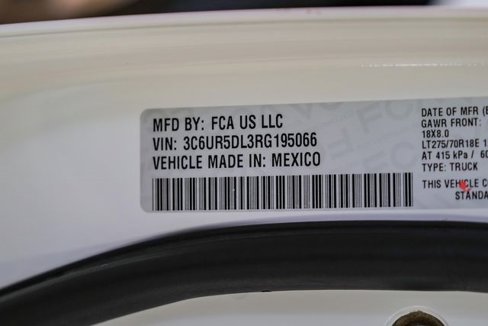 MFD BY: FCA US LLC
VIN: 3C6UR5DL3RG195066
VEHICLE MADE IN: MEXICO
DATE OF MFR
GAWR FRONT:
18X8.0
LT275/70R18E
AT 415 kPa /
TYPE: TRUCK
THIS VEHICLE